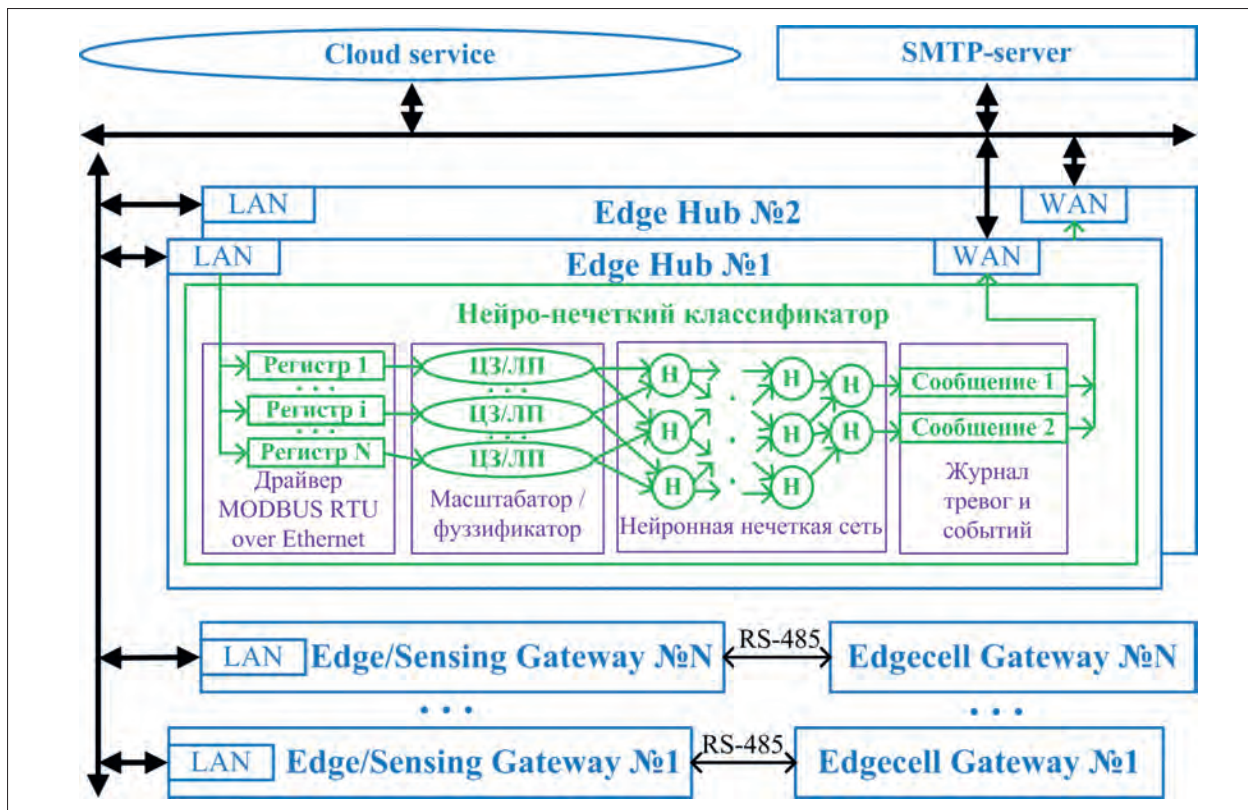 Cloud service
SMTP-server
LAN
Edge Hub №2
WAN
LAN
Edge Hub №1
WAN
Нейро-нечеткий классификатор
Регистр 1
. . .
Регистр i
. . .
Регистр N
Драйвер
MODBUS RTU
over Ethernet
ЦЗ/ЛП
. . .
ЦЗ/ЛП
. . .
ЦЗ/ЛП
Масштабатор /
фуззификатор
Н
Н
Н
Н
Н
Н
Н
Н
Нейронная нечеткая сеть
Сообщение 1
Сообщение 2
Журнал
тревог и
событий
LAN
Edge/Sensing Gateway №N
RS-485
Edgecell Gateway №N
. . .
. . .
LAN
Edge/Sensing Gateway №1
RS-485
Edgecell Gateway №1